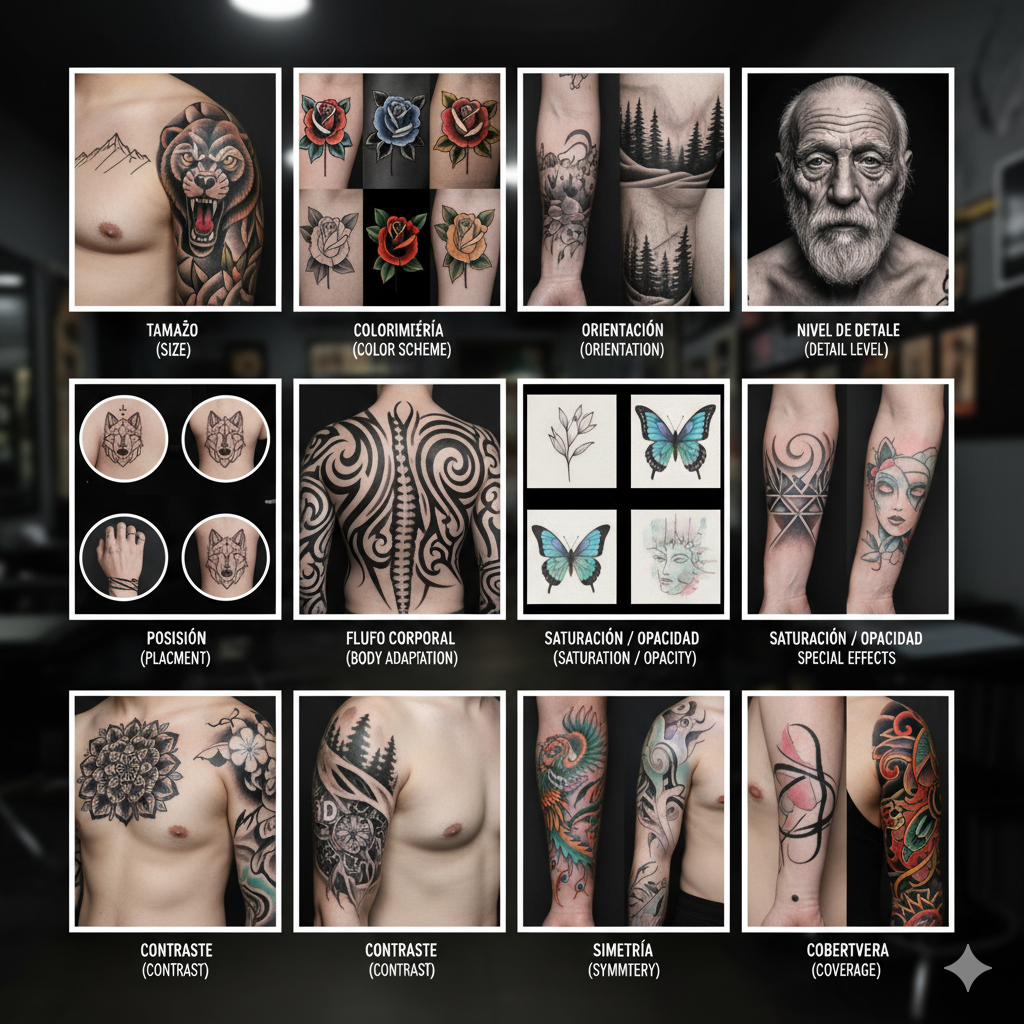 TAMAŽO
(SIZE)
COLORIMIEŔÍA
(COLOR SCHEME)
ORIENTACIÓN
(ORIENTATION)
NIVEL DE DETALE
(DETAIL LEVEL)
POSISIÓN
(PLACMENT)
FLUFO CORPORAL
(BODY ADAPTATION)
SATURACIÓN / OPACIDAD
(SATURATION / OPACITY)
SATURACIÓN / OPACIDAD
SPECIAL EFFECTS
D
CONTRASTE
(CONTRAST)
CONTRASTE
(CONTRAST)
SIMETRÍA
(SYMMTERY)
COBERTVERA
(COVERAGE)